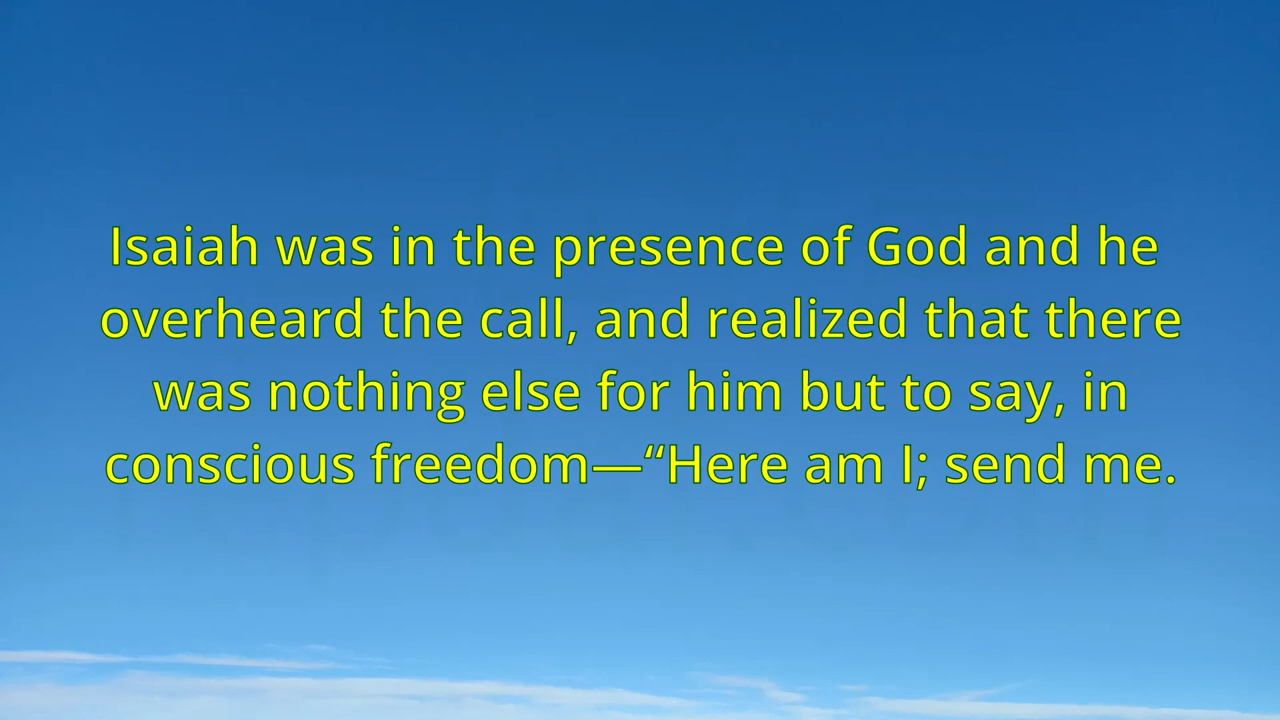 Isaiah was in the presence of God and he
overheard the call, and realized that there
was nothing else for him but to say, in
conscious freedom—“Here am I; send me.